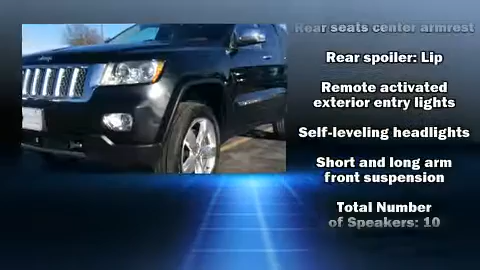 Rear seats center armrest
Rear spoiler: Lip
Remote activated
exterior entry lights
Self-leveling headlights
Short and long arm
front suspension
Total Number
of Speakers: 10
Jeep